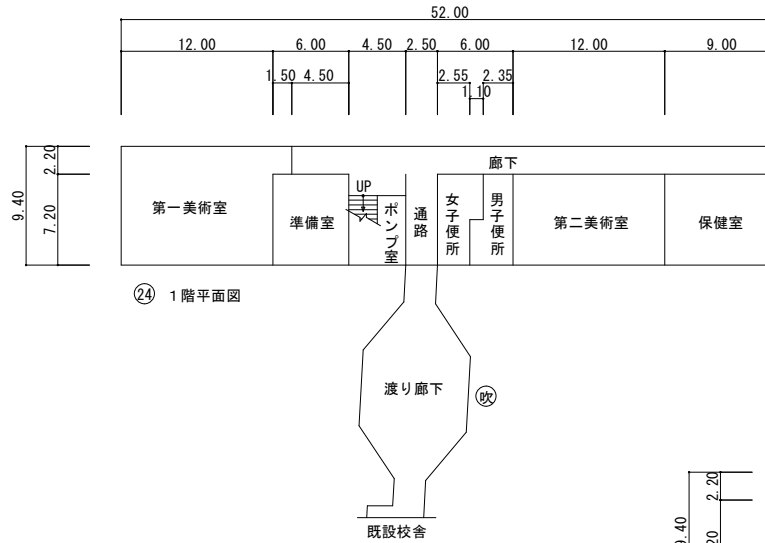 52.00
12.00 6.00 4.50 2.50 6.00 12.00 9.00
1.50 4.50 2.55 2.35
1.10
9.40
2.20
7.20
廊下
UP
第一美術室
準備室
ポンプ室
通路
女子便所
男子便所
第二美術室
保健室
24 1階平面図
渡り廊下
吹
既設校舎
2.20
9.40
20